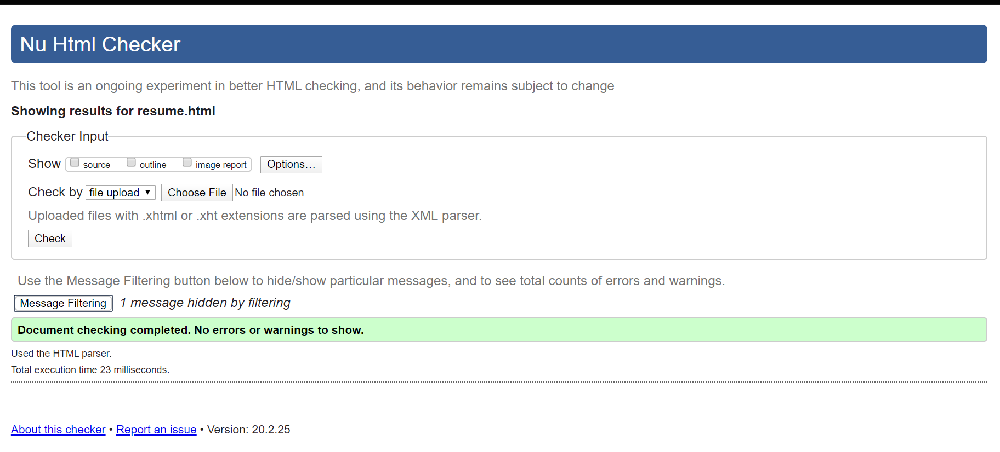 Nu Html Checker
This tool is an ongoing experiment in better HTML checking, and its behavior remains subject to change
Showing results for resume.html
Checker Input
Show source outline image report Options...
Check by file upload Choose File No file chosen
Uploaded files with .xhtml or .xht extensions are parsed using the XML parser.
Check
Use the Message Filtering button below to hide/show particular messages, and to see total counts of errors and warnings.
Message Filtering 1 message hidden by filtering
Document checking completed. No errors or warnings to show.
Used the HTML parser.
Total execution time 23 milliseconds.
About this checker • Report an issue • Version: 20.2.25